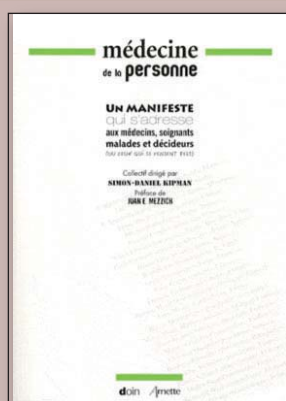 médecine
de la personne
UN MANIFESTE
qui s'adresse
aux médecins, soignants
malades et décideurs
Collectif dirigé par
SIMON-DANIEL KIPMAN
Préface de
JUAN E. MEZZICH
doin Arnette